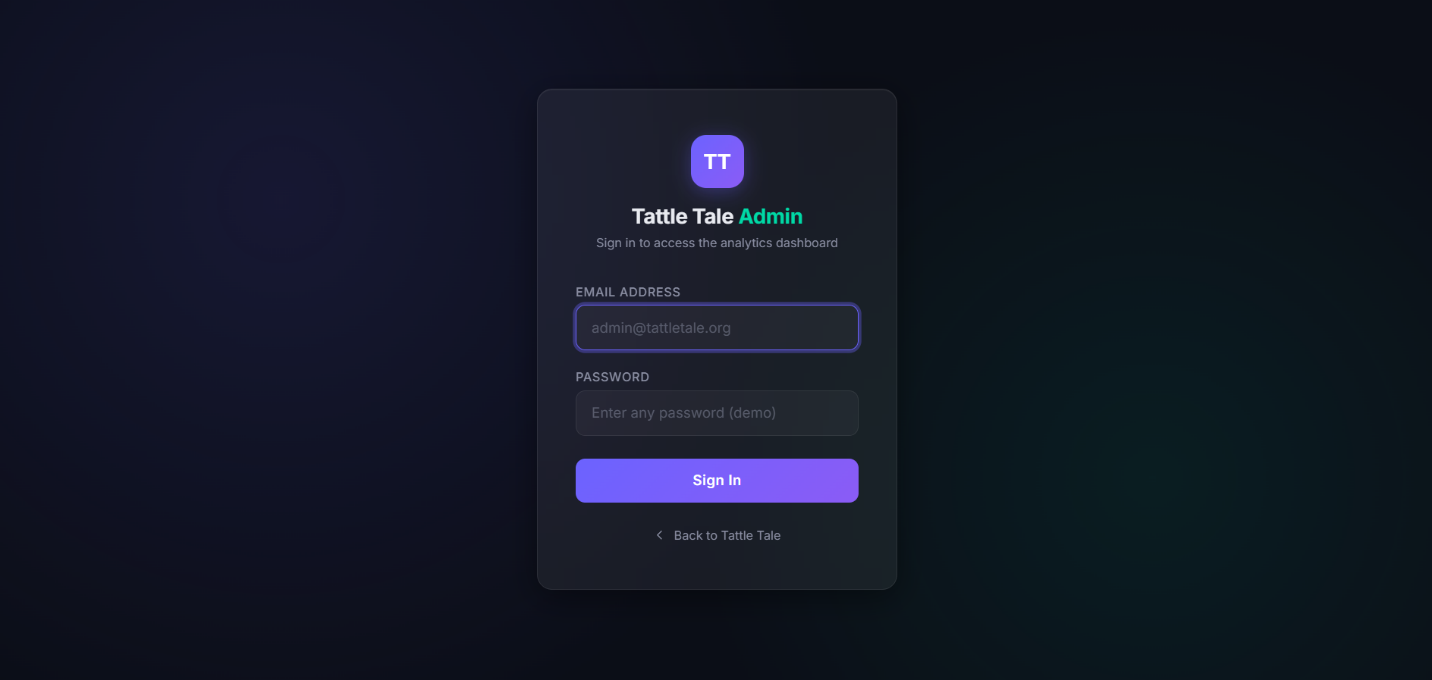 TT
Tattle Tale Admin
Sign in to access the analytics dashboard
EMAIL ADDRESS
admin@tattletale.org
PASSWORD
Enter any password (demo)
Sign In
Back to Tattle Tale